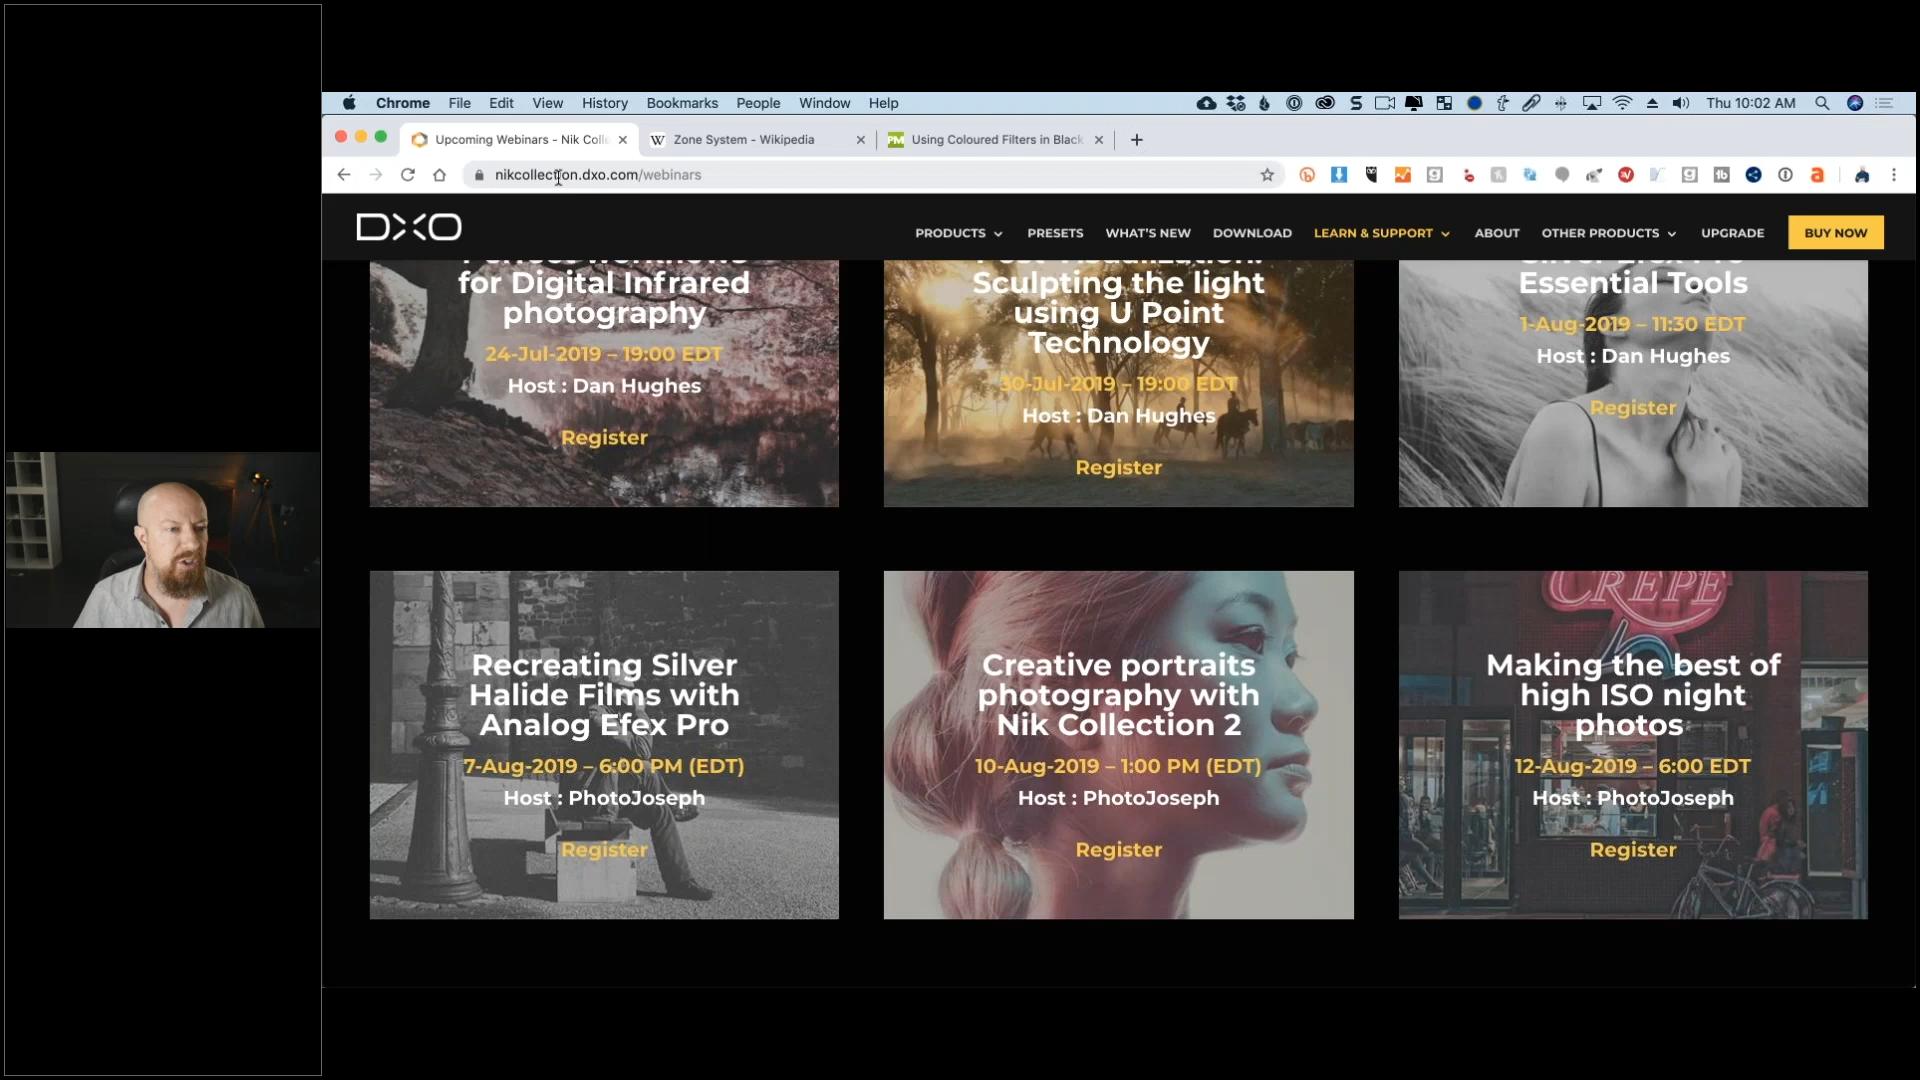 Chrome File Edit View History Bookmarks People Window Help
Thu 10:02 AM
Upcoming Webinars - Nik Colle
W Zone System - Wikipedia
PM Using Coloured Filters in Black
nikcollection.dxo.com/webinars
DXO
PRODUCTS PRESETS WHAT'S NEW DOWNLOAD LEARN & SUPPORT ABOUT OTHER PRODUCTS UPGRADE BUY NOW
for Digital Infrared
photography
24-Jul-2019 – 19:00 EDT
Host : Dan Hughes
Register
Sculpting the light
using U Point
Technology
30-Jul-2019 – 19:00 EDT
Host : Dan Hughes
Register
Essential Tools
1-Aug-2019 – 11:30 EDT
Host : Dan Hughes
Register
Recreating Silver
Halide Films with
Analog Efex Pro
7-Aug-2019 – 6:00 PM (EDT)
Host : PhotoJoseph
Register
Creative portraits
photography with
Nik Collection 2
10-Aug-2019 – 1:00 PM (EDT)
Host : PhotoJoseph
Register
CREPE
Making the best of
high ISO night
photos
12-Aug-2019 – 6:00 EDT
Host : PhotoJoseph
Register